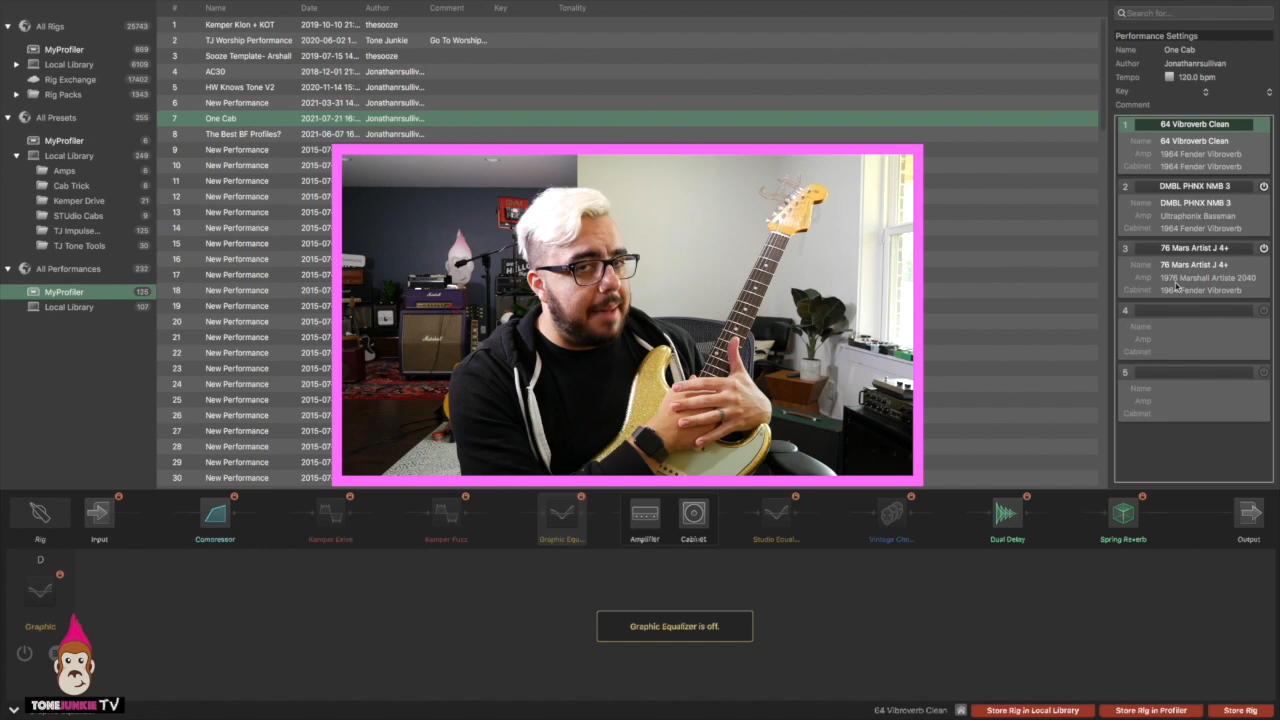 # Name Date Author Comment Key Tonality
All Rigs 25743
MyProfiler 889
Local Library 6109
Rig Exchange 17402
Rig Packs 1343
All Presets 255
MyProfiler 6
Local Library 249
Amps 6
Cab Trick 8
Kemper Drive 21
STUdio Cabs 9
TJ Impulse... 125
TJ Tone Tools 30
All Performances 232
MyProfiler 125
Local Library 107
1 Kemper Klon + KOT 2019-10-10 21:... thesooze
2 TJ Worship Performance 2020-06-02 1... Tone Junkie Go To Worship...
3 Sooze Template- Arshall 2019-07-15 14... thesooze
4 AC30 2018-12-01 21:... Jonathanrsulliv...
5 HW Knows Tone V2 2020-11-14 15:... Jonathanrsulliv...
6 New Performance 2021-03-31 14... Jonathanrsulliv...
7 One Cab 2021-07-21 16:... Jonathanrsulliv...
8 The Best BF Profiles? 2021-06-07 16:... Jonathanrsulliv...
9 New Performance 2015-07
10 New Performance 2015-07
11 New Performance 2015-07
12 New Performance 2015-07
13 New Performance 2015-07
14 New Performance 2015-07
15 New Performance 2015-07
16 New Performance 2015-07
17 New Performance 2015-07
18 New Performance 2015-07
19 New Performance 2015-07
20 New Performance 2015-07
21 New Performance 2015-07
22 New Performance 2015-07
23 New Performance 2015-07
24 New Performance 2015-07
25 New Performance 2015-07
26 New Performance 2015-07
27 New Performance 2015-07
28 New Performance 2015-07
29 New Performance 2015-07
30 New Performance 2015-07
Marshall
Search for...
Performance Settings
Name One Cab
Author Jonathanrsullivan
Tempo 120.0 bpm
Key
Comment
1 64 Vibroverb Clean
Name 64 Vibroverb Clean
Amp 1964 Fender Vibroverb
Cabinet 1964 Fender Vibroverb
2 DMBL PHNX NMB 3
Name DMBL PHNX NMB 3
Amp Ultraphonix Bassman
Cabinet 1964 Fender Vibroverb
3 76 Mars Artist J 4+
Name 76 Mars Artist J 4+
Amp 1976 Marshall Artiste 2040
Cabinet 1964 Fender Vibroverb
4
Name
Amp
Cabinet
5
Name
Amp
Cabinet
Rig Input Compressor Kemper Drive Kemper Fuzz Graphic Equ... Amplifier Cabinet Studio Equal... Vintage Cho... Dual Delay Spring Reverb Output
D
Graphic
Graphic Equalizer is off.
TONEJUNKIE TV
64 Vibroverb Clean Store Rig in Local Library Store Rig in Profiler Store Rig